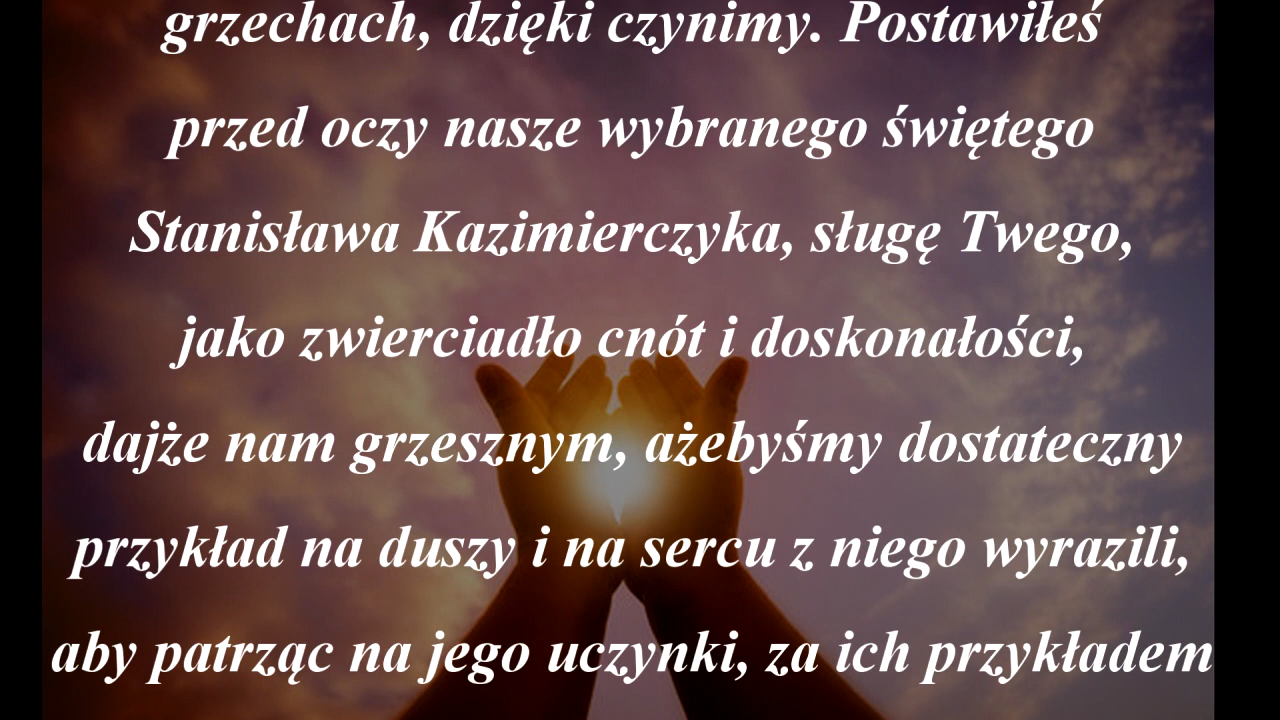 grzechach, dzięki czynimy. Postawiłeś
przed oczy nasze wybranego świętego
Stanisława Kazimierczyka, sługę Twego,
jako zwierciadło cnót i doskonałości,
dajże nam grzesznym, ażebyśmy dostateczny
przykład na duszy i na sercu z niego wyrazili,
aby patrząc na jego uczynki, za ich przykładem